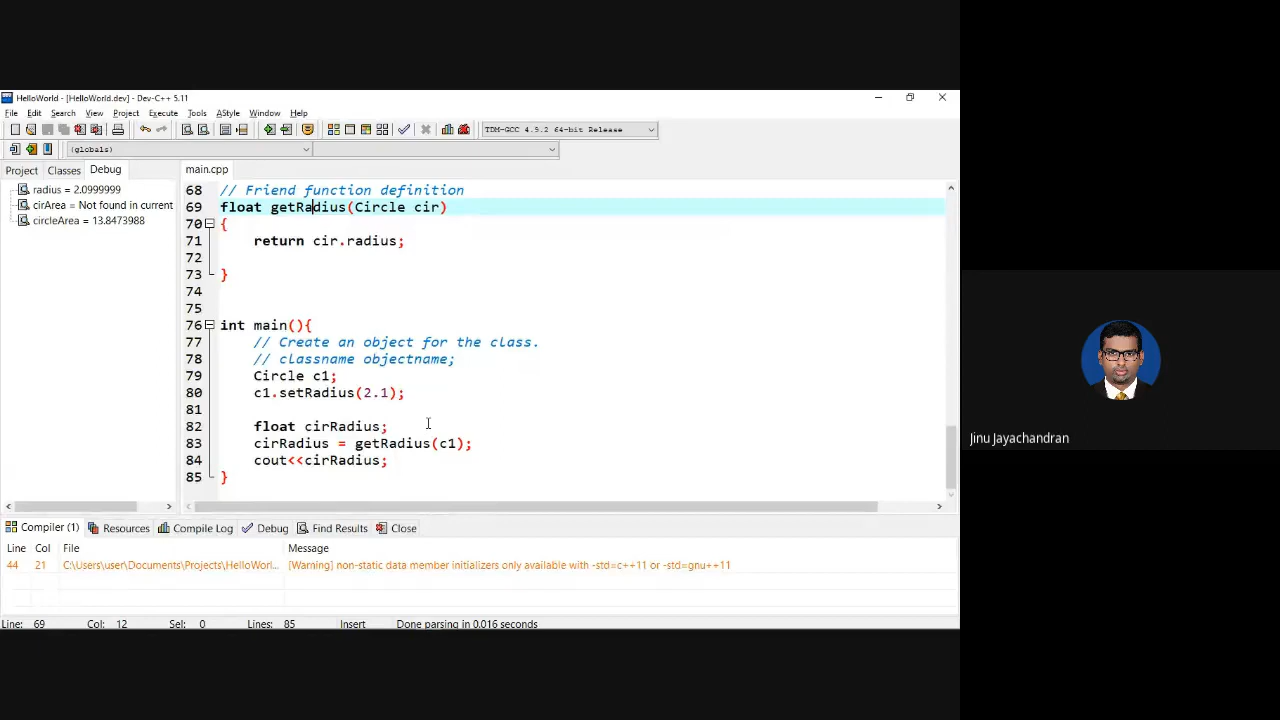 HelloWorld - [HelloWorld.dev] - Dev-C++ 5.11
File Edit Search View Project Execute Tools AStyle Window Help
TDM-GCC 4.9.2 64-bit Release
(globals)
Project Classes Debug
main.cpp
radius = 2.0999999
cirArea = Not found in current
circleArea = 13.8473988
68 // Friend function definition
69 float getRadius(Circle cir)
70 {
71 return cir.radius;
72
73 }
74
75
76 int main(){
77 // Create an object for the class.
78 // classname objectname;
79 Circle c1;
80 c1.setRadius(2.1);
81
82 float cirRadius;
83 cirRadius = getRadius(c1);
84 cout<<cirRadius;
85 }
Jinu Jayachandran
Compiler (1) Resources Compile Log Debug Find Results Close
Line Col File Message
44 21 C:\Users\user\Documents\Projects\HelloWorl... [Warning] non-static data member initializers only available with -std=c++11 or -std=gnu++11
Line: 69 Col: 12 Sel: 0 Lines: 85 Insert Done parsing in 0.016 seconds